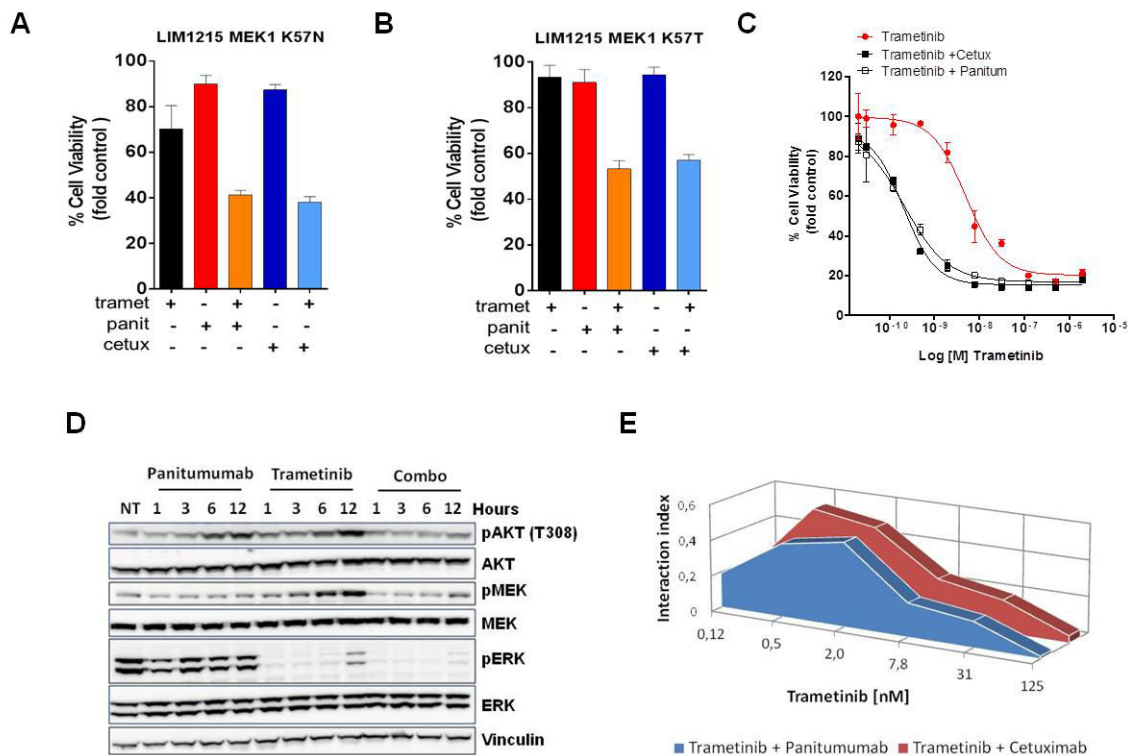 A
LIM1215 MEK1 K57N
% Cell Viability
(fold control )
100
80
60
40
20
0
tramet + - + - +
panit - + + - -
cetux - - - + +
B
LIM1215 MEK1 K57T
% Cell Viability
(fold control )
100
80
60
40
20
0
tramet + - + - +
panit - + + - -
cetux - - - + +
C
Trametinib
Trametinib +Cetux
Trametinib + Panitum
% Cell Viability
(fold control)
120
100
80
60
40
20
0
10-10 10-9 10-8 10-7 10-6 10-5
Log [M] Trametinib
D
Panitumumab Trametinib Combo
NT 1 3 6 12 1 3 6 12 1 3 6 12 Hours
pAKT (T308)
AKT
pMEK
MEK
pERK
ERK
Vinculin
E
Interaction index
0,6
0,4
0,2
0
0,12 0,5 2,0 7,8 31 125
Trametinib [nM]
Trametinib + Panitumumab Trametinib + Cetuximab